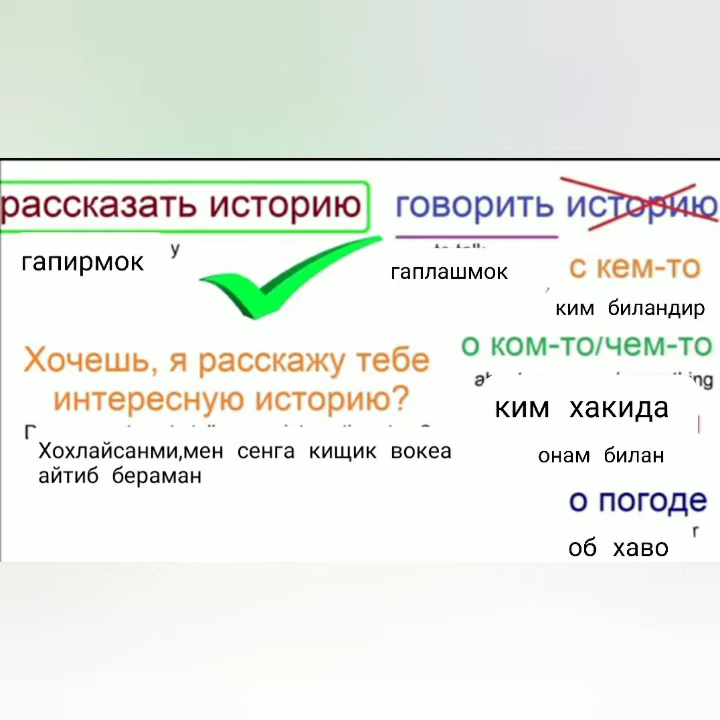 рассказать историю
гапирмок
Хочешь, я расскажу тебе
интересную историю?
Хохлайсанми,мен сенга кищик вокеа
айтиб бераман
говорить историю
гаплашмок
с кем-то
ким биландир
о ком-то/чем-то
ким хакида
онам билан
о погоде
об хаво